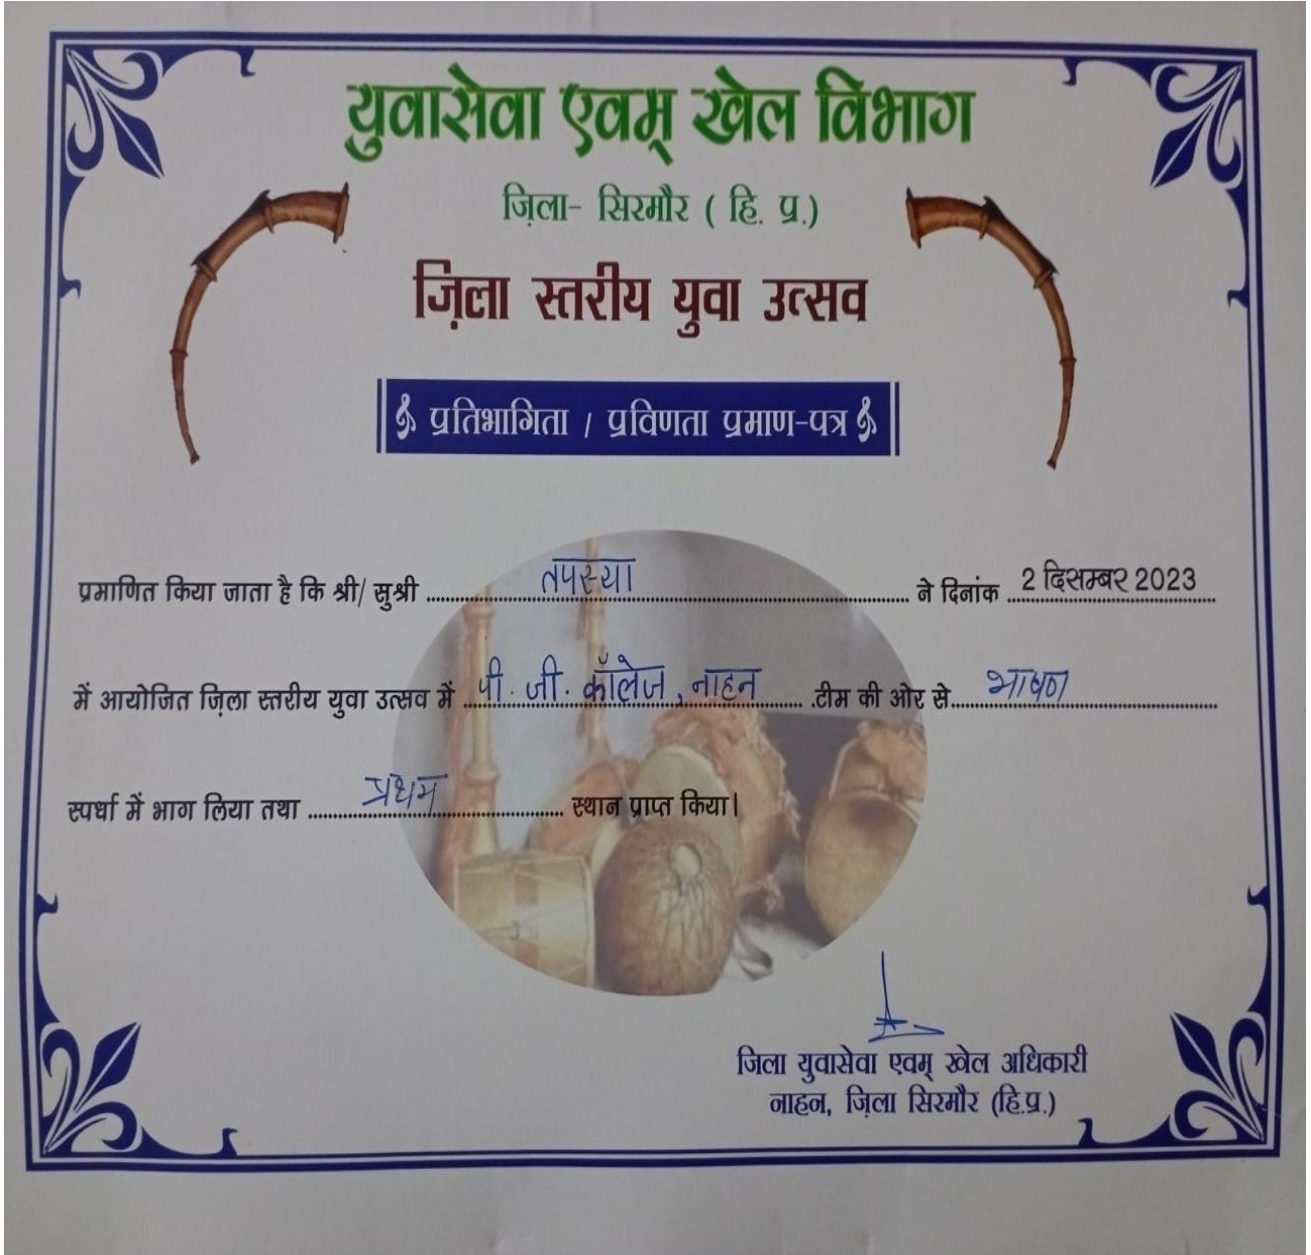 युवासेवा एवम् खेल विभाग
ज़िला- सिरमौर ( हि. प्र.)
ज़िला स्तरीय युवा उत्सव
प्रतिभागिता / प्रविणता प्रमाण-पत्र
प्रमाणित किया जाता है कि श्री/ सुश्री तपस्या ने दिनांक 2 दिसम्बर 2023
में आयोजित ज़िला स्तरीय युवा उत्सव में पी. जी. कॉलेज, नाहन टीम की ओर से भाषण
स्पर्धा में भाग लिया तथा प्रथम स्थान प्राप्त किया।
जिला युवासेवा एवम् खेल अधिकारी
नाहन, ज़िला सिरमौर (हि.प्र.)